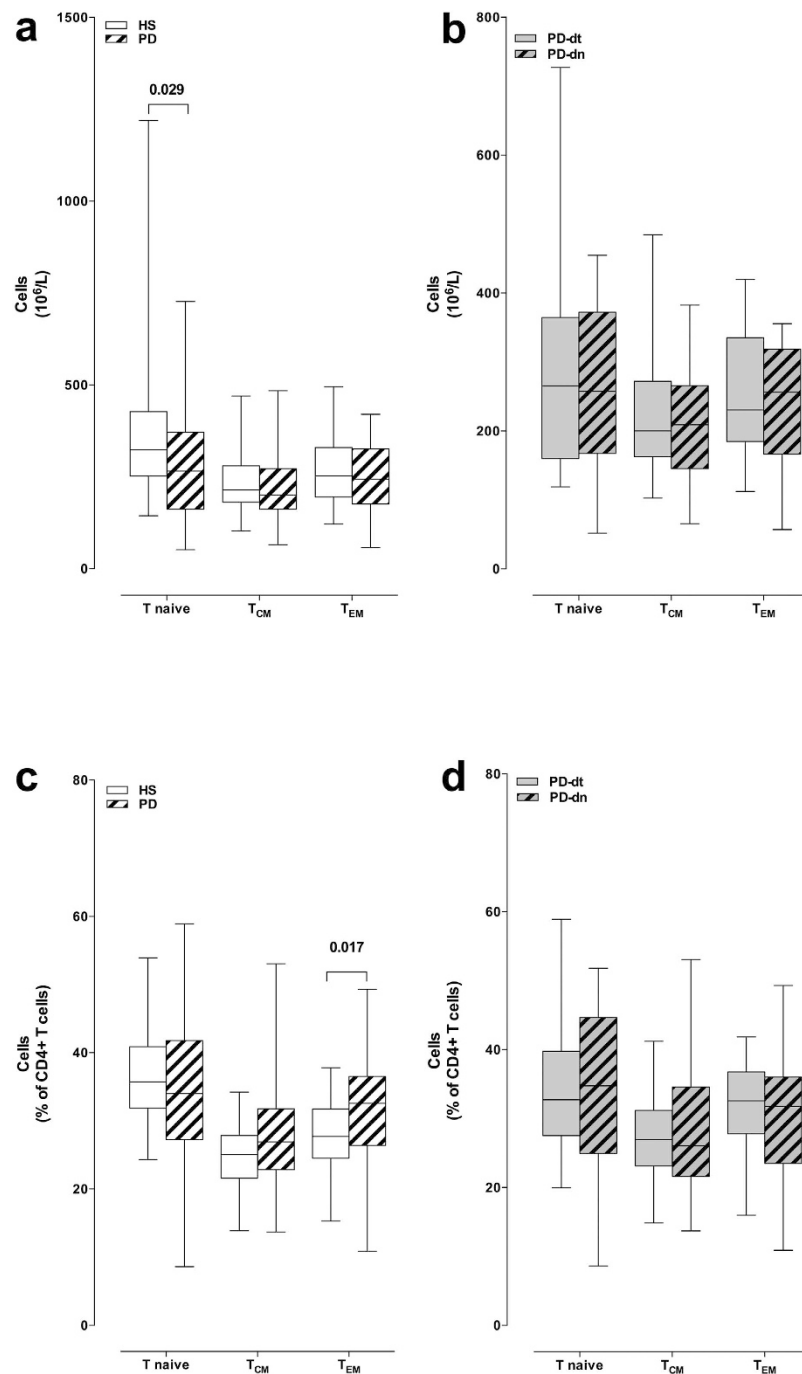 a
HS
PD
1500
1000
500
0
0.029
Cells
(10⁶/L)
T naive
T_CM
T_EM
b
PD-dt
PD-dn
800
600
400
200
0
Cells
(10⁶/L)
T naive
T_CM
T_EM
c
HS
PD
80
60
40
20
0
0.017
Cells
(% of CD4+ T cells)
T naive
T_CM
T_EM
d
PD-dt
PD-dn
80
60
40
20
0
Cells
(% of CD4+ T cells)
T naive
T_CM
T_EM